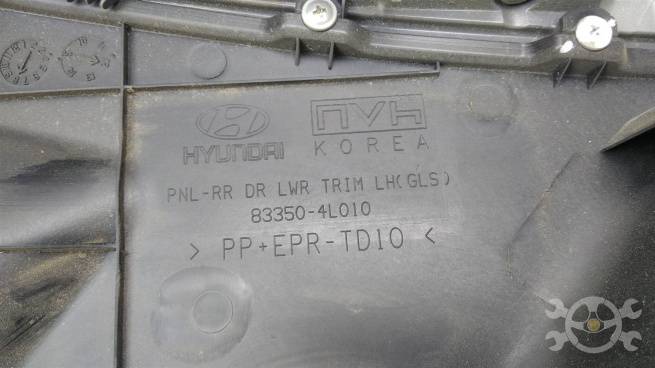 HYUNDAI
NVH
KOREA
PNL-RR DR LWR TRIM LH(GLS)
83350-4L010
> PP+EPR-TD10 <